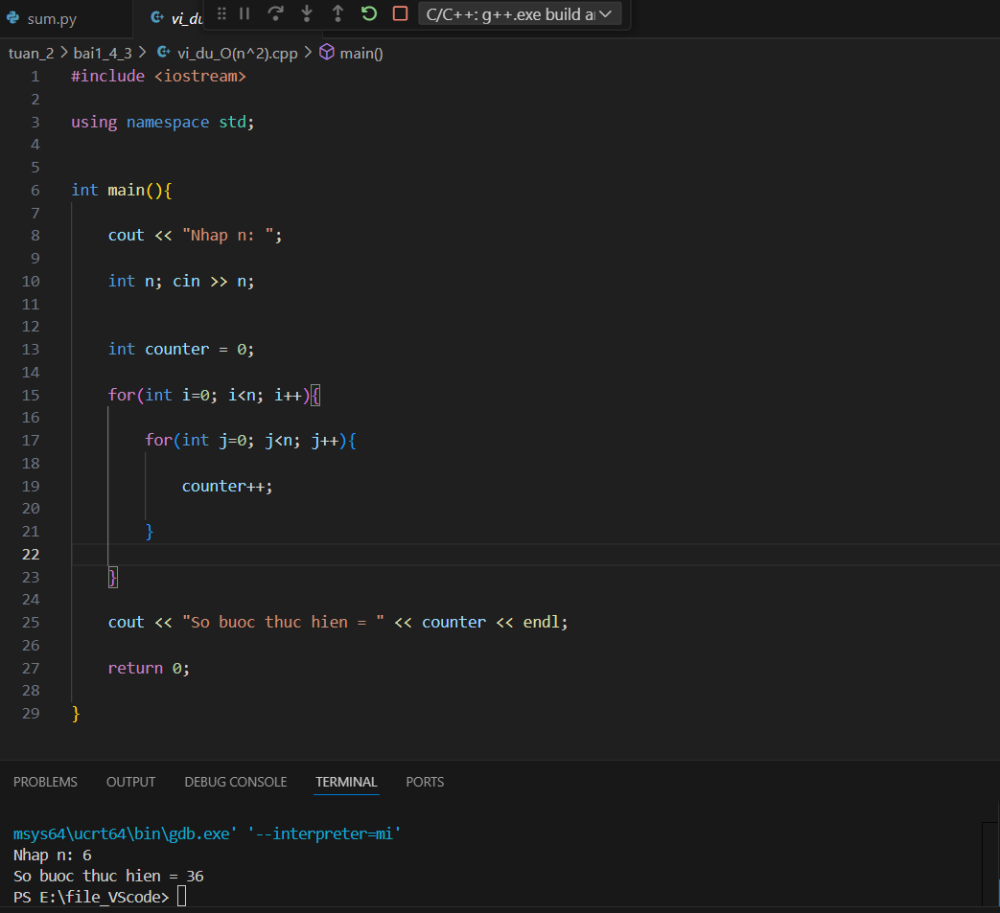 sum.py vi_du C/C++: g++.exe build a
tuan_2 > bai1_4_3 > vi_du_O(n^2).cpp > main()
1 #include <iostream>
2
3 using namespace std;
4
5
6 int main(){
7
8 cout << "Nhap n: ";
9
10 int n; cin >> n;
11
12
13 int counter = 0;
14
15 for(int i=0; i<n; i++){
16
17 for(int j=0; j<n; j++){
18
19 counter++;
20
21 }
22
23 }
24
25 cout << "So buoc thuc hien = " << counter << endl;
26
27 return 0;
28
29 }
PROBLEMS OUTPUT DEBUG CONSOLE TERMINAL PORTS
msys64\ucrt64\bin\gdb.exe' '--interpreter=mi'
Nhap n: 6
So buoc thuc hien = 36
PS E:\file_VScode>